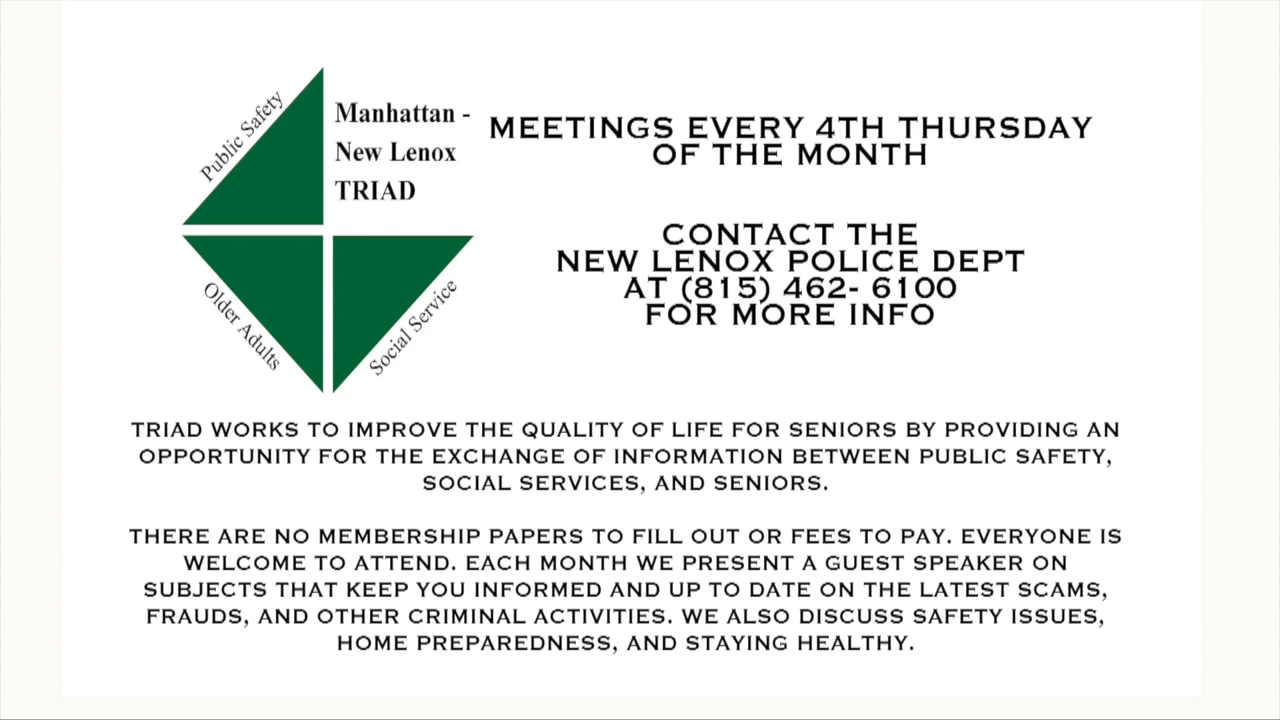 Public Safety
Manhattan -
New Lenox
TRIAD
Older Adults
Social Service
MEETINGS EVERY 4TH THURSDAY
OF THE MONTH
CONTACT THE
NEW LENOX POLICE DEPT
AT (815) 462- 6100
FOR MORE INFO
TRIAD WORKS TO IMPROVE THE QUALITY OF LIFE FOR SENIORS BY PROVIDING AN
OPPORTUNITY FOR THE EXCHANGE OF INFORMATION BETWEEN PUBLIC SAFETY,
SOCIAL SERVICES, AND SENIORS.
THERE ARE NO MEMBERSHIP PAPERS TO FILL OUT OR FEES TO PAY. EVERYONE IS
WELCOME TO ATTEND. EACH MONTH WE PRESENT A GUEST SPEAKER ON
SUBJECTS THAT KEEP YOU INFORMED AND UP TO DATE ON THE LATEST SCAMS,
FRAUDS, AND OTHER CRIMINAL ACTIVITIES. WE ALSO DISCUSS SAFETY ISSUES,
HOME PREPAREDNESS, AND STAYING HEALTHY.